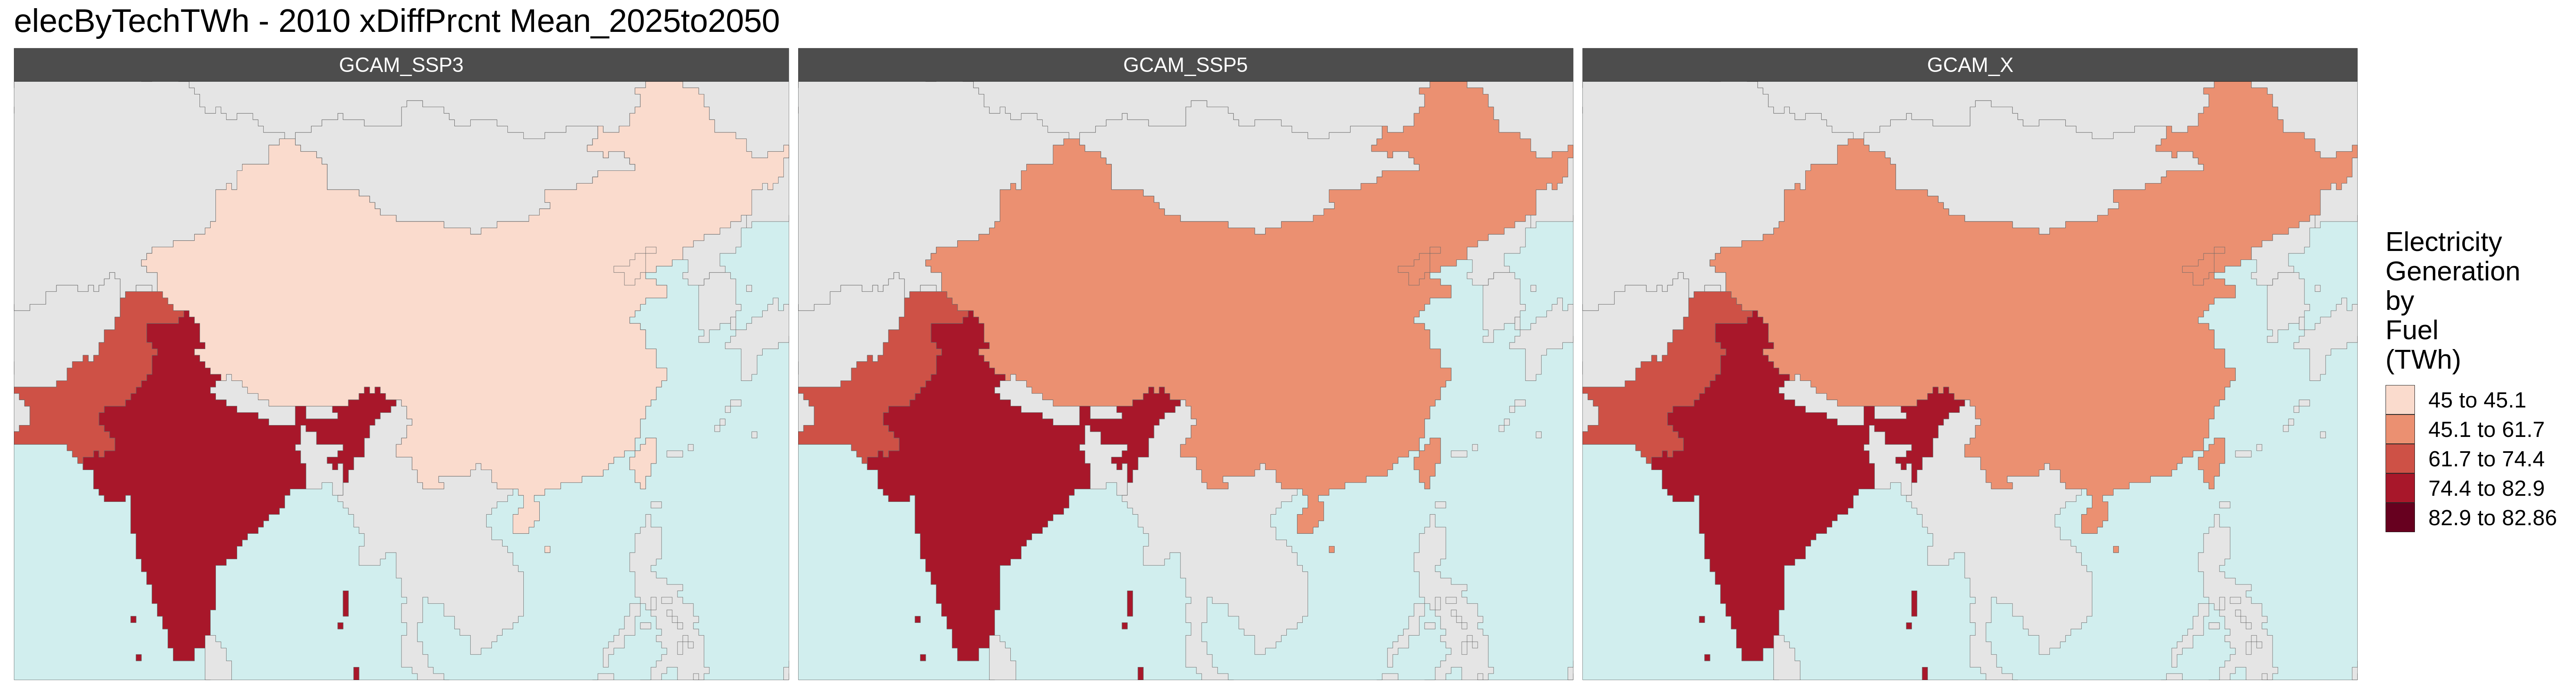 elecByTechTWh - 2010 xDiffPrcnt Mean_2025to2050
GCAM_SSP3
GCAM_SSP5
GCAM_X
Electricity
Generation
by
Fuel
(TWh)
45 to 45.1
45.1 to 61.7
61.7 to 74.4
74.4 to 82.9
82.9 to 82.86